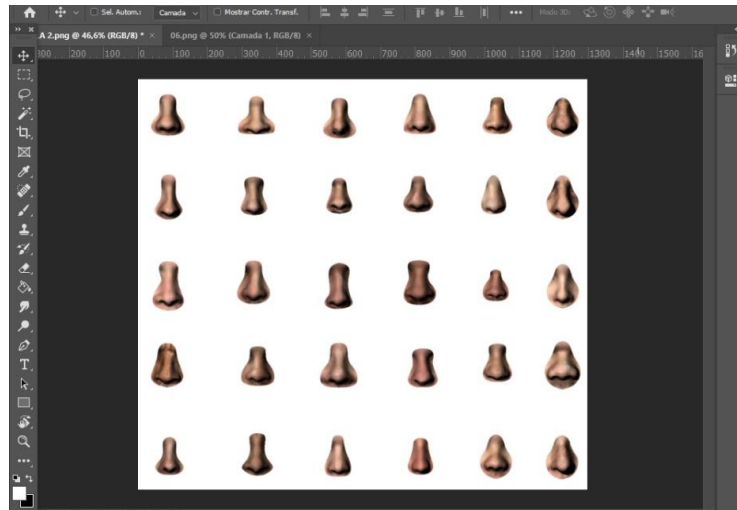 Sel. Autom.: Camada Mostrar Contr. Transf. ••• Modo 3D:
A 2.png @ 46,6% (RGB/8) * × 06.png @ 50% (Camada 1, RGB/8) ×
300 200 100 0 100 200 300 400 500 600 700 800 900 1000 1100 1200 1300 1400 1500 16
T